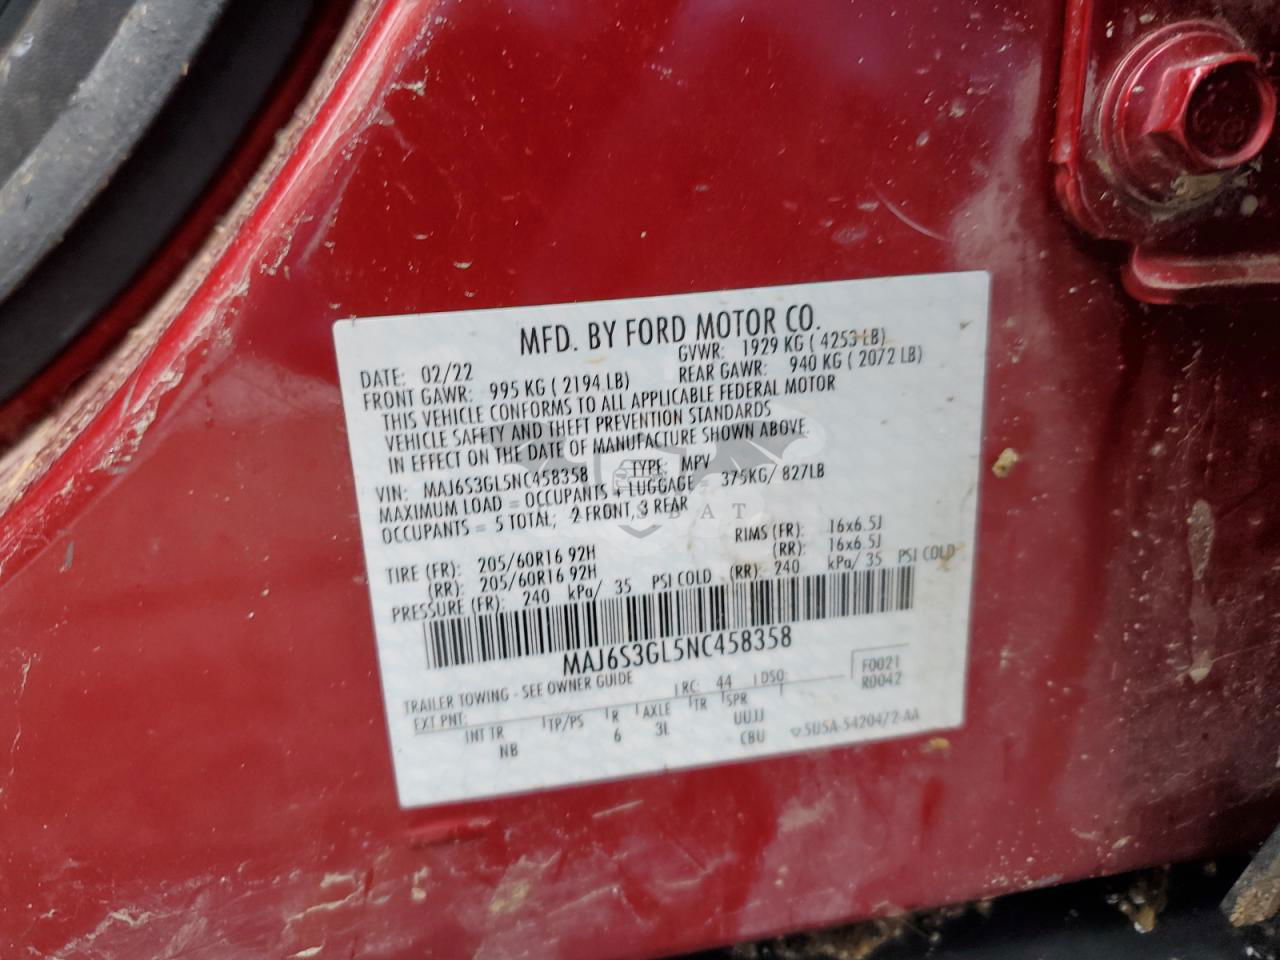 MFD. BY FORD MOTOR CO.
DATE: 02/22 GVWR: 1929 KG ( 4253 LB)
FRONT GAWR: 995 KG ( 2194 LB) REAR GAWR: 940 KG ( 2072 LB)
THIS VEHICLE CONFORMS TO ALL APPLICABLE FEDERAL MOTOR
VEHICLE SAFETY AND THEFT PREVENTION STANDARDS
IN EFFECT ON THE DATE OF MANUFACTURE SHOWN ABOVE.
VIN: MAJ6S3GL5NC458358 TYPE: MPV
MAXIMUM LOAD = OCCUPANTS + LUGGAGE = 375KG/ 827LB
OCCUPANTS = 5 TOTAL; 2 FRONT, 3 REAR
SBAT
TIRE (FR): 205/60R16 92H RIMS (FR): 16x6.5J
(RR): 205/60R16 92H (RR): 16x6.5J
PRESSURE (FR): 240 kPa/ 35 PSI COLD (RR): 240 kPa/ 35 PSI COLD
MAJ6S3GL5NC458358
TRAILER TOWING - SEE OWNER GUIDE
EXT PNT: RC: 44 DSO: F0021
R0042
INT TR TP/PS R AXLE TR SPR
NB 6 3L UUJJ
CBU 5U5A-5420472-AA